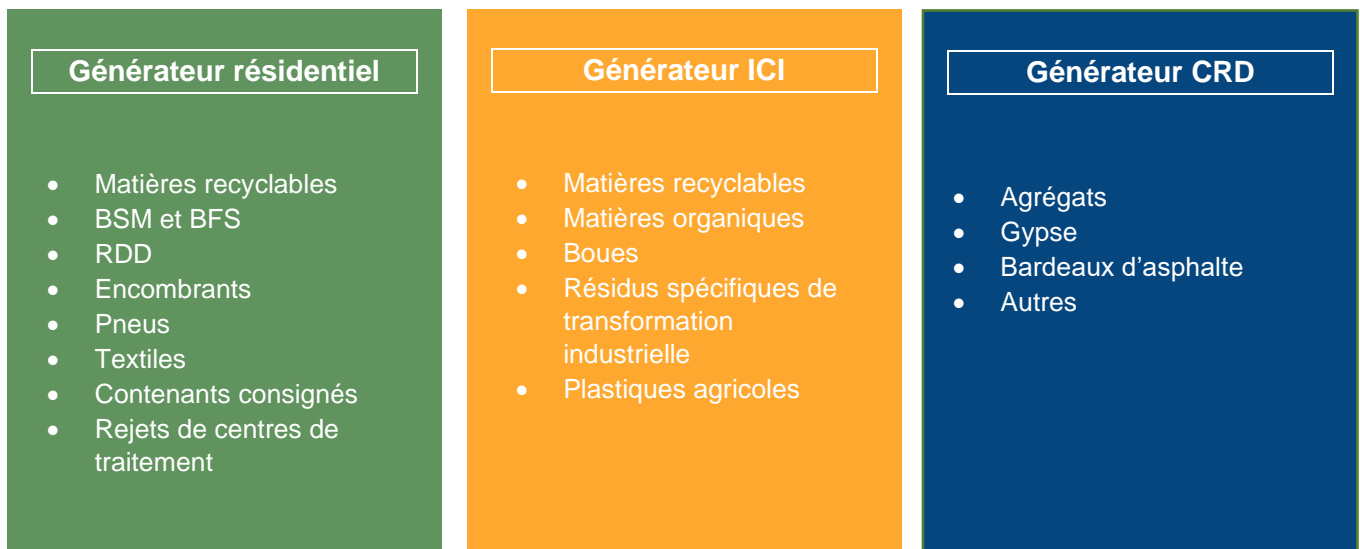 Générateur résidentiel
• Matières recyclables
• BSM et BFS
• RDD
• Encombrants
• Pneus
• Textiles
• Contenants consignés
• Rejets de centres de
traitement
Générateur ICI
• Matières recyclables
• Matières organiques
• Boues
• Résidus spécifiques de
transformation
industrielle
• Plastiques agricoles
Générateur CRD
• Agrégats
• Gypse
• Bardeaux d’asphalte
• Autres